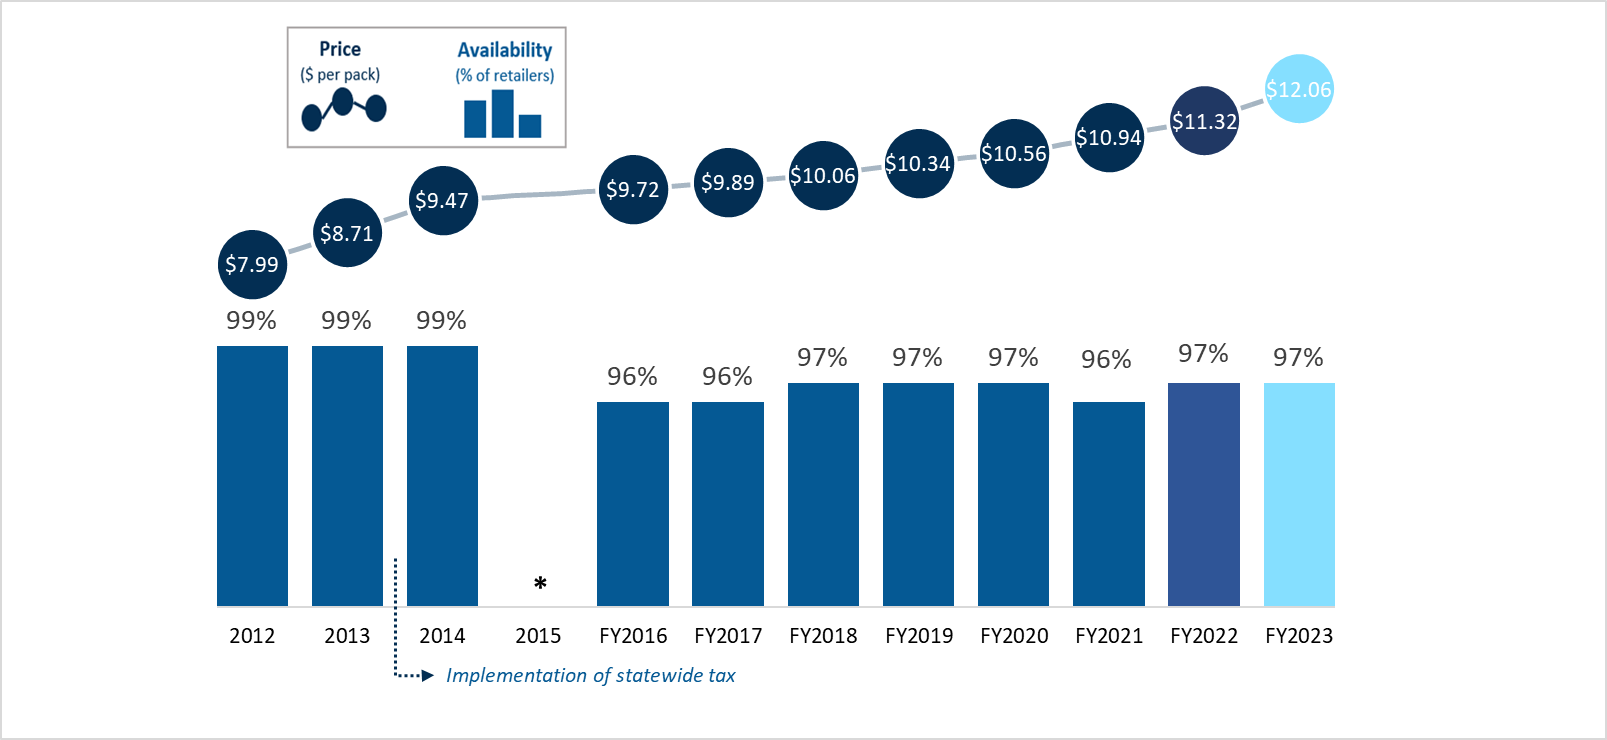 Price
($ per pack)
Availability
(% of retailers)
$7.99
$8.71
$9.47
$9.72
$9.89
$10.06
$10.34
$10.56
$10.94
$11.32
$12.06
99%
99%
99%
*
96%
96%
97%
97%
97%
96%
97%
97%
2012
2013
2014
2015
FY2016
FY2017
FY2018
FY2019
FY2020
FY2021
FY2022
FY2023
Implementation of statewide tax